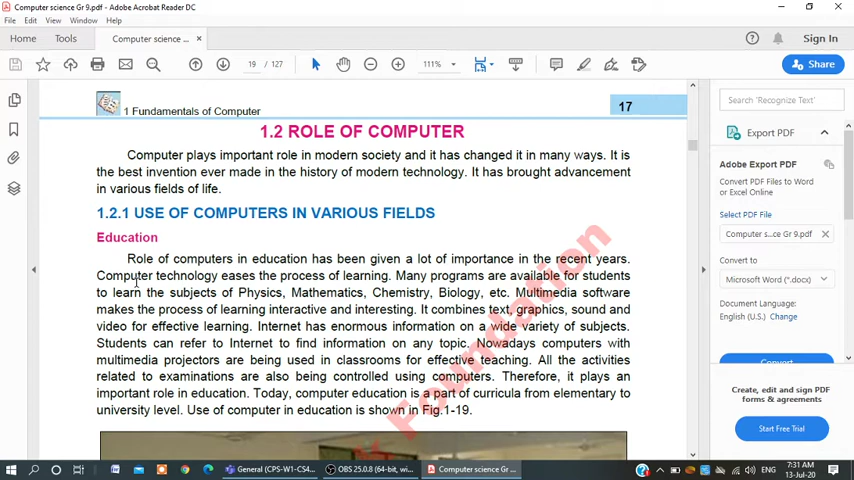 Computer science Gr 9.pdf - Adobe Acrobat Reader DC
File Edit View Window Help
Home Tools Computer science ... × Sign In
19 / 127 111% Share
1 Fundamentals of Computer 17
1.2 ROLE OF COMPUTER
Computer plays important role in modern society and it has changed it in many ways. It is
the best invention ever made in the history of modern technology. It has brought advancement
in various fields of life.
1.2.1 USE OF COMPUTERS IN VARIOUS FIELDS
Education
Role of computers in education has been given a lot of importance in the recent years.
Computer technology eases the process of learning. Many programs are available for students
to learn the subjects of Physics, Mathematics, Chemistry, Biology, etc. Multimedia software
makes the process of learning interactive and interesting. It combines text, graphics, sound and
video for effective learning. Internet has enormous information on a wide variety of subjects.
Students can refer to Internet to find information on any topic. Nowadays computers with
multimedia projectors are being used in classrooms for effective teaching. All the activities
related to examinations are also being controlled using computers. Therefore, it plays an
important role in education. Today, computer education is a part of curricula from elementary to
university level. Use of computer in education is shown in Fig.1-19.
Foundation
Search 'Recognize Text'
Export PDF
Adobe Export PDF
Convert PDF Files to Word
or Excel Online
Select PDF File
Computer s...ce Gr 9.pdf ×
Convert to
Microsoft Word (*.docx)
Document Language:
English (U.S.) Change
Convert
Create, edit and sign PDF
forms & agreements
Start Free Trial
General (CPS-W1-CS4... OBS 25.0.8 (64-bit, wi... Computer science Gr ... ENG 7:31 AM
13-Jul-20